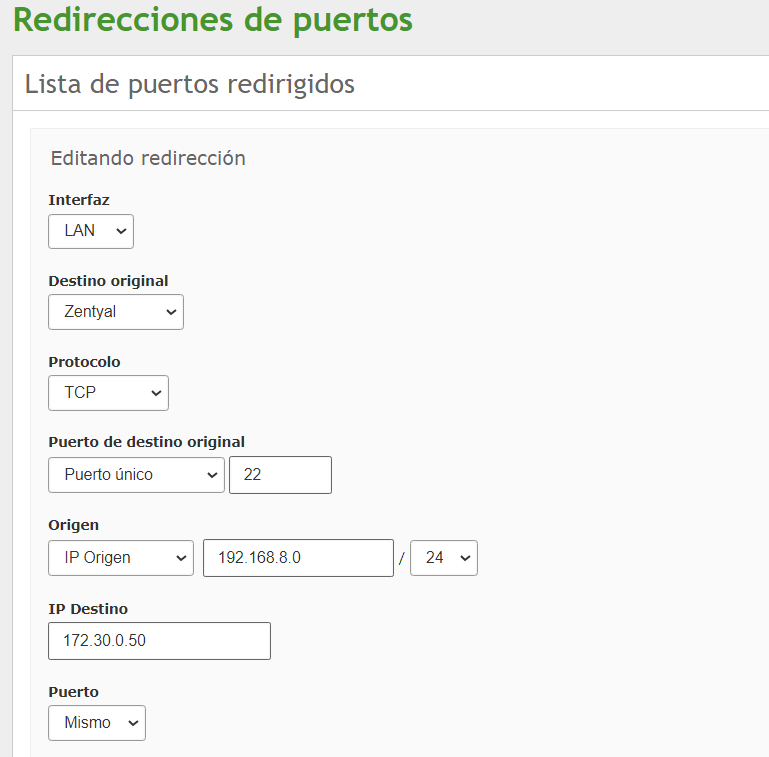 Redirecciones de puertos
Lista de puertos redirigidos
Editando redirección
Interfaz
LAN
Destino original
Zentyal
Protocolo
TCP
Puerto de destino original
Puerto único 22
Origen
IP Origen 192.168.8.0 / 24
IP Destino
172.30.0.50
Puerto
Mismo